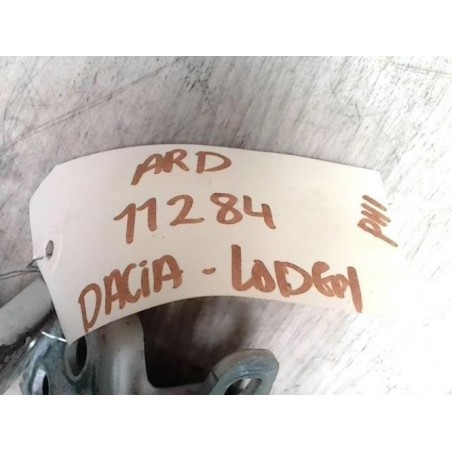 ARD
11284
DACiA - LODGY
PH1